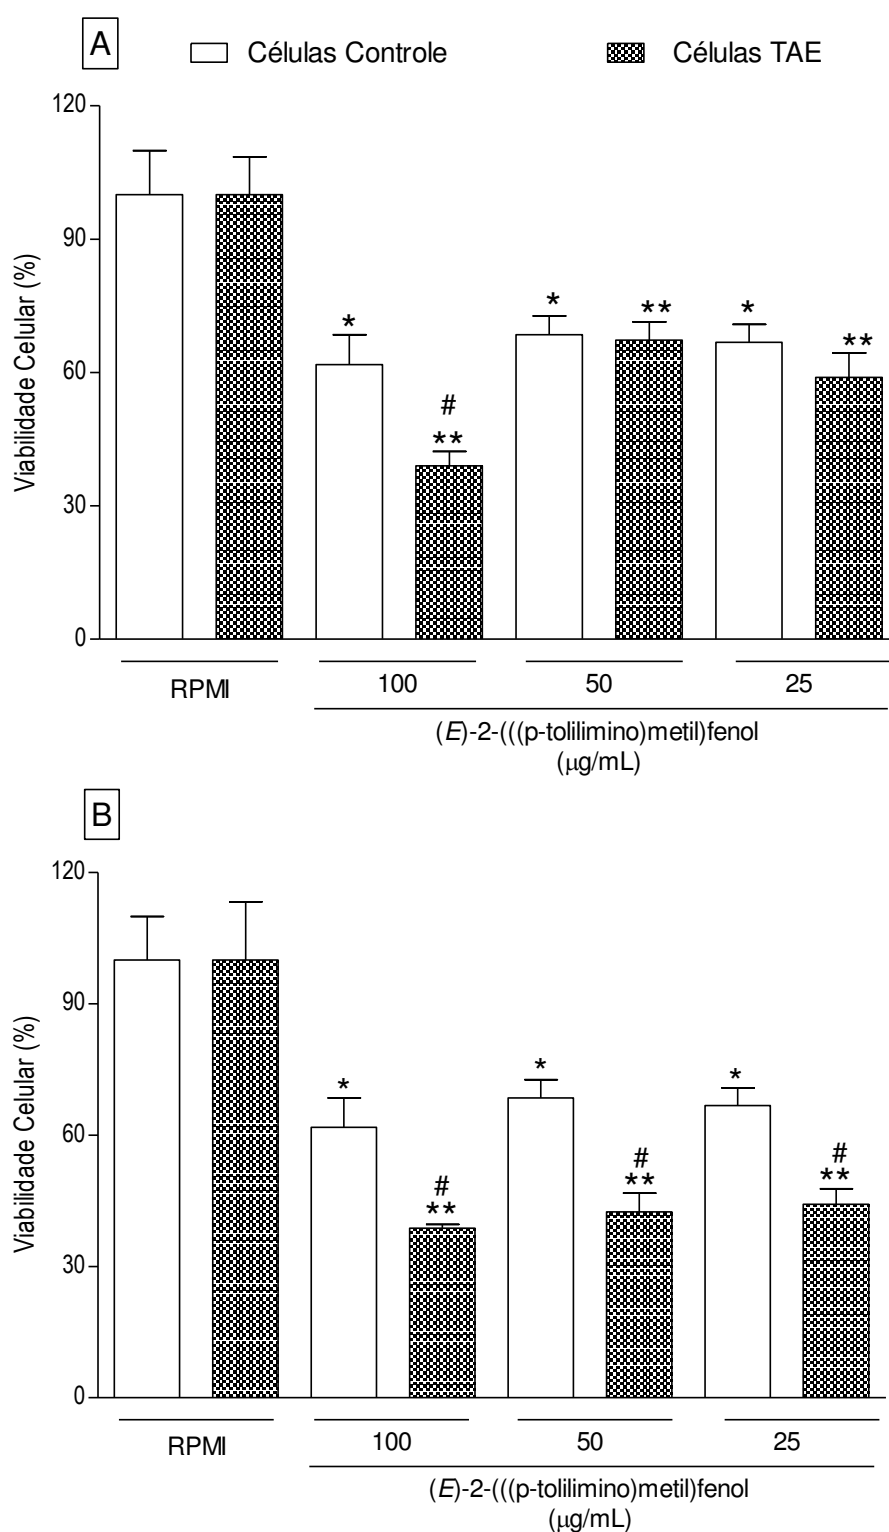 A
Células Controle
Células TAE
120
90
60
30
0
Viabilidade Celular (%)
*
#
**
*
**
*
**
RPMI
100
50
25
(E)-2-(((p-tolilimino)metil)fenol
(μg/mL)
B
120
90
60
30
0
Viabilidade Celular (%)
*
#
**
*
#
**
*
#
**
RPMI
100
50
25
(E)-2-(((p-tolilimino)metil)fenol
(μg/mL)